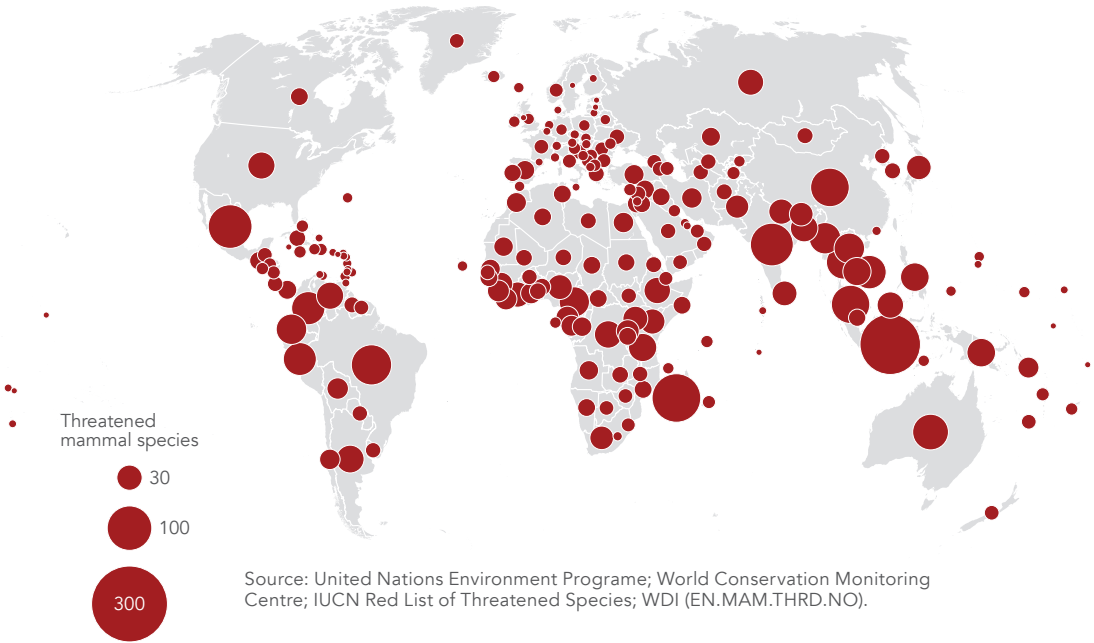 Threatened
mammal species
30
100
300
Source: United Nations Environment Programe; World Conservation Monitoring
Centre; IUCN Red List of Threatened Species; WDI (EN.MAM.THRD.NO).